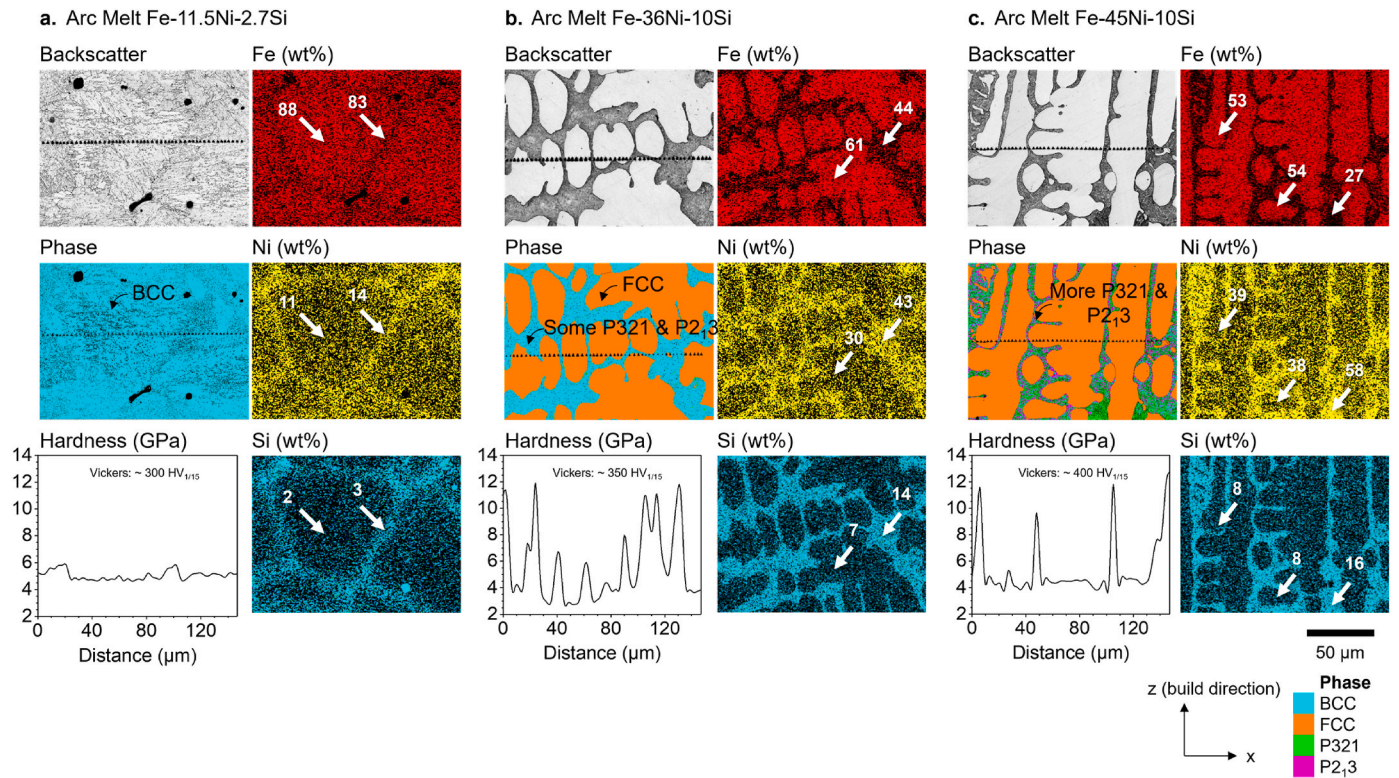 a. Arc Melt Fe-11.5Ni-2.7Si
Backscatter
Fe (wt%)
88
83
Phase
Ni (wt%)
BCC
11
14
Hardness (GPa)
Si (wt%)
Vickers: ~ 300 HV1/15
2
3
14
12
10
8
6
4
2
0
40
80
120
Distance (µm)
b. Arc Melt Fe-36Ni-10Si
Backscatter
Fe (wt%)
44
61
Phase
Ni (wt%)
FCC
Some P321 & P2₁3
43
30
Hardness (GPa)
Si (wt%)
Vickers: ~ 350 HV1/15
14
7
14
12
10
8
6
4
2
0
40
80
120
Distance (µm)
c. Arc Melt Fe-45Ni-10Si
Backscatter
Fe (wt%)
53
54
27
Phase
Ni (wt%)
More P321 &
P2₁3
39
38
58
Hardness (GPa)
Si (wt%)
Vickers: ~ 400 HV1/15
8
8
16
14
12
10
8
6
4
2
0
40
80
120
Distance (µm)
50 µm
z (build direction)
x
Phase
BCC
FCC
P321
P2₁3